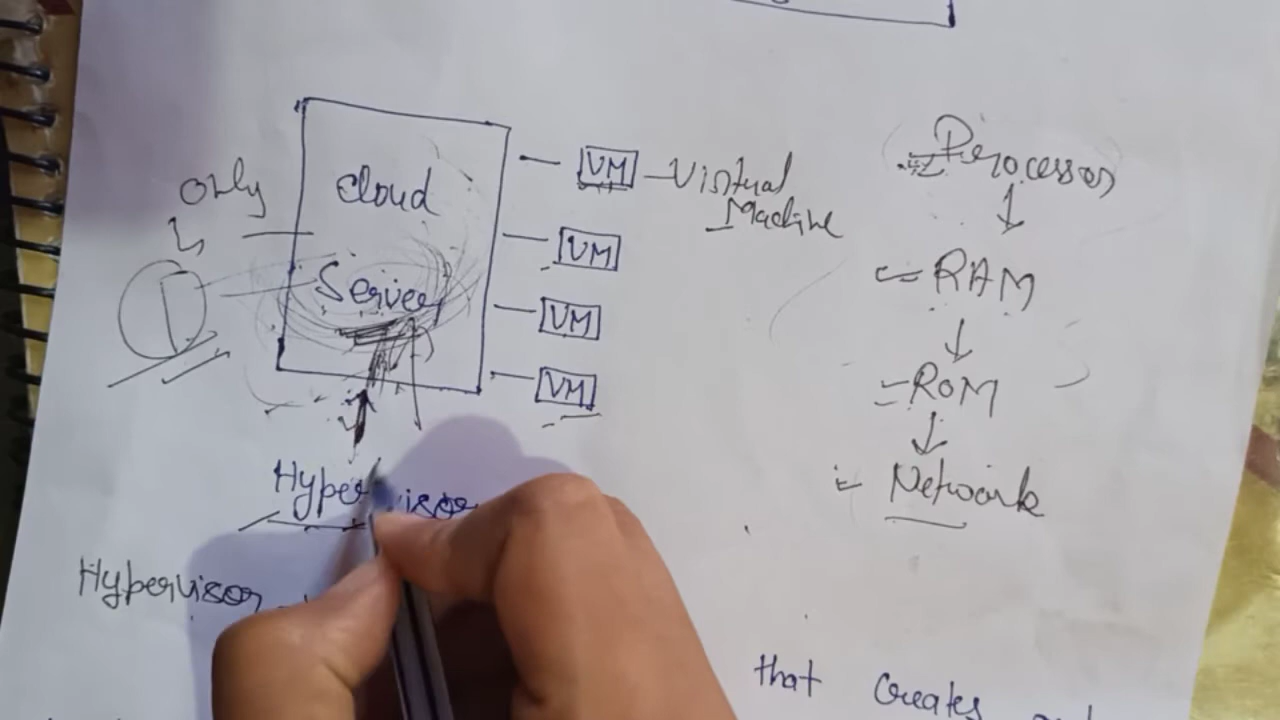 Only
cloud
Server
VM
Virtual
Machine
VM
VM
VM
Processor
RAM
ROM
Network
Hypervisor
Hypervisor
that creates